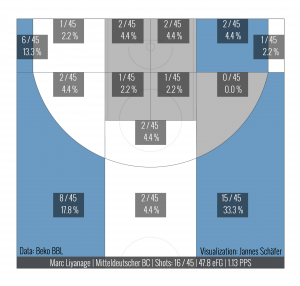 6 / 45
13.3 %
1 / 45
2.2 %
2 / 45
4.4 %
2 / 45
4.4 %
2 / 45
4.4 %
1 / 45
2.2 %
2 / 45
4.4 %
1 / 45
2.2 %
1 / 45
2.2 %
0 / 45
0.0 %
2 / 45
4.4 %
8 / 45
17.8 %
2 / 45
4.4 %
15 / 45
33.3 %
Data: Beko BBL
Visualization: Jannes Schäfer
Marc Liyanage | Mitteldeutscher BC | Shots: 16 / 45 | 47.8 eFG | 1.13 PPS